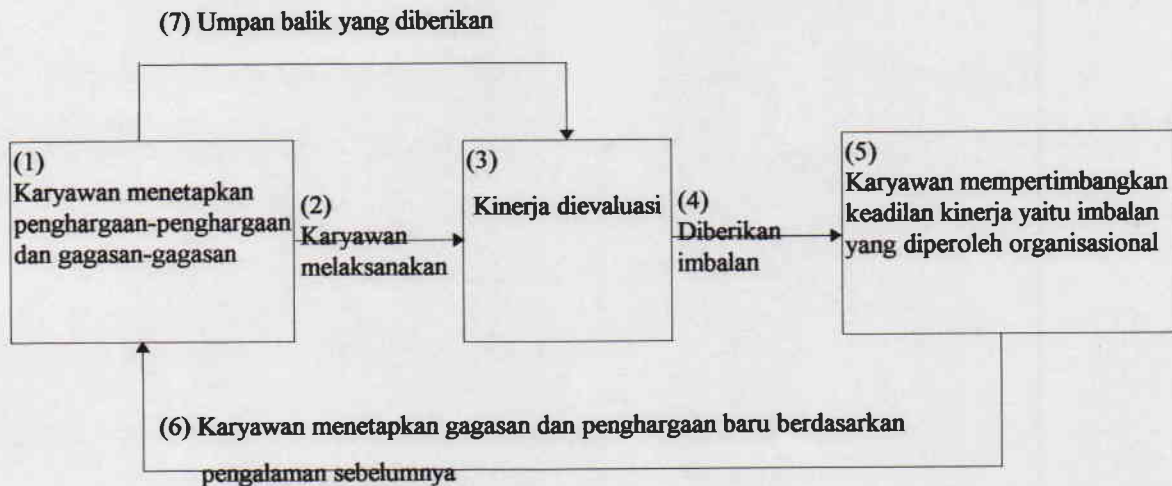 (7) Umpan balik yang diberikan
(1)
Karyawan menetapkan
penghargaan-penghargaan
dan gagasan-gagasan
(2)
Karyawan
melaksanakan
(3)
Kinerja dievaluasi
(4)
Diberikan
imbalan
(5)
Karyawan mempertimbangkan
keadilan kinerja yaitu imbalan
yang diperoleh organisasional
(6) Karyawan menetapkan gagasan dan penghargaan baru berdasarkan
pengalaman sebelumnya